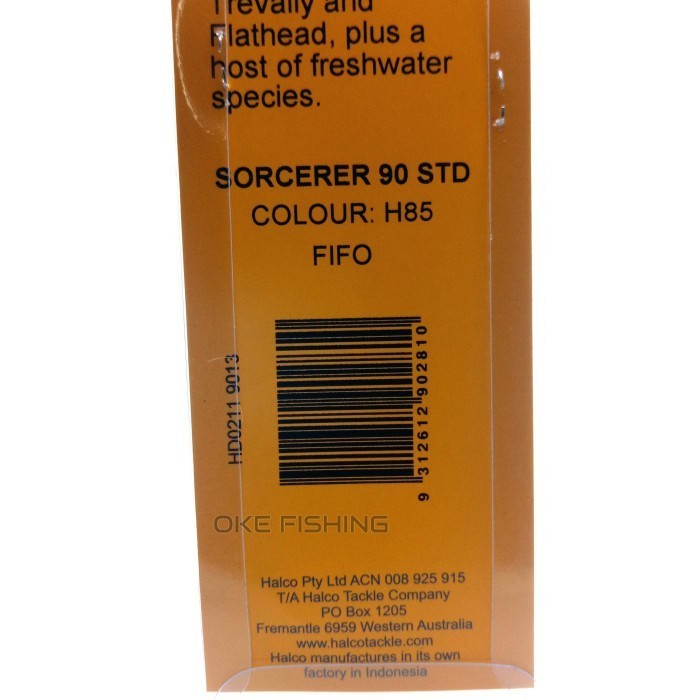 Trevally and
Flathead, plus a
host of freshwater
species.
SORCERER 90 STD
COLOUR: H85
FIFO
HD0211 9013
9 312612 902810
OKE FISHING
Halco Pty Ltd ACN 008 925 915
T/A Halco Tackle Company
PO Box 1205
Fremantle 6959 Western Australia
www.halcotackle.com
Halco manufactures in its own
factory in Indonesia